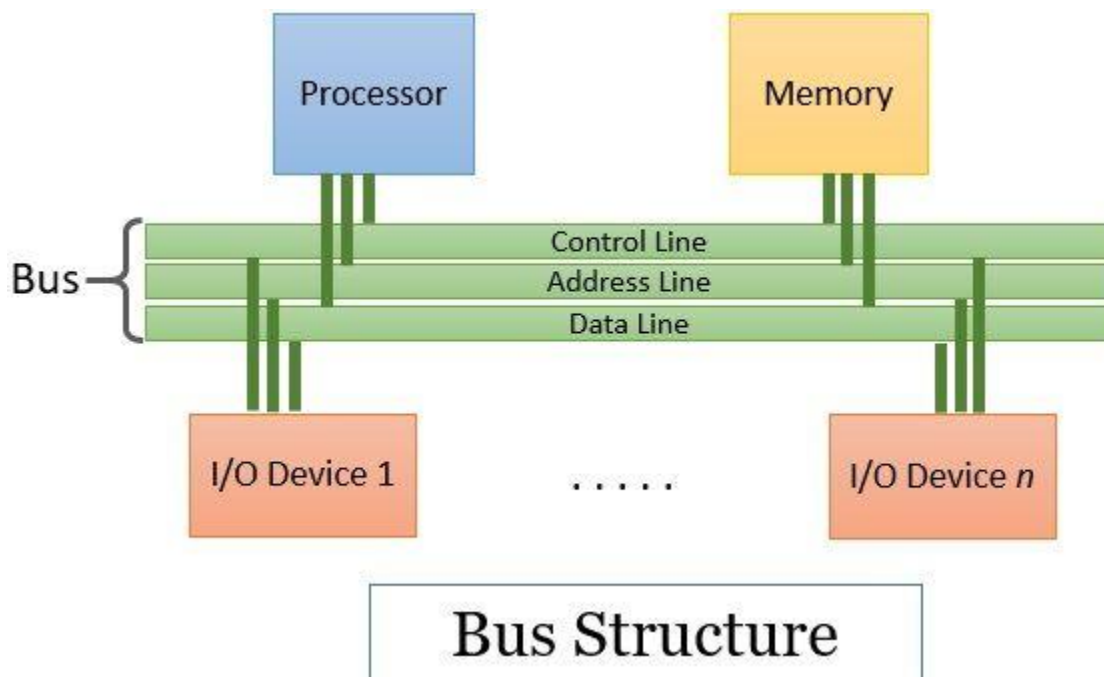 Processor
Memory
Control Line
Bus
Address Line
Data Line
I/O Device 1
. . . . .
I/O Device n
Bus Structure